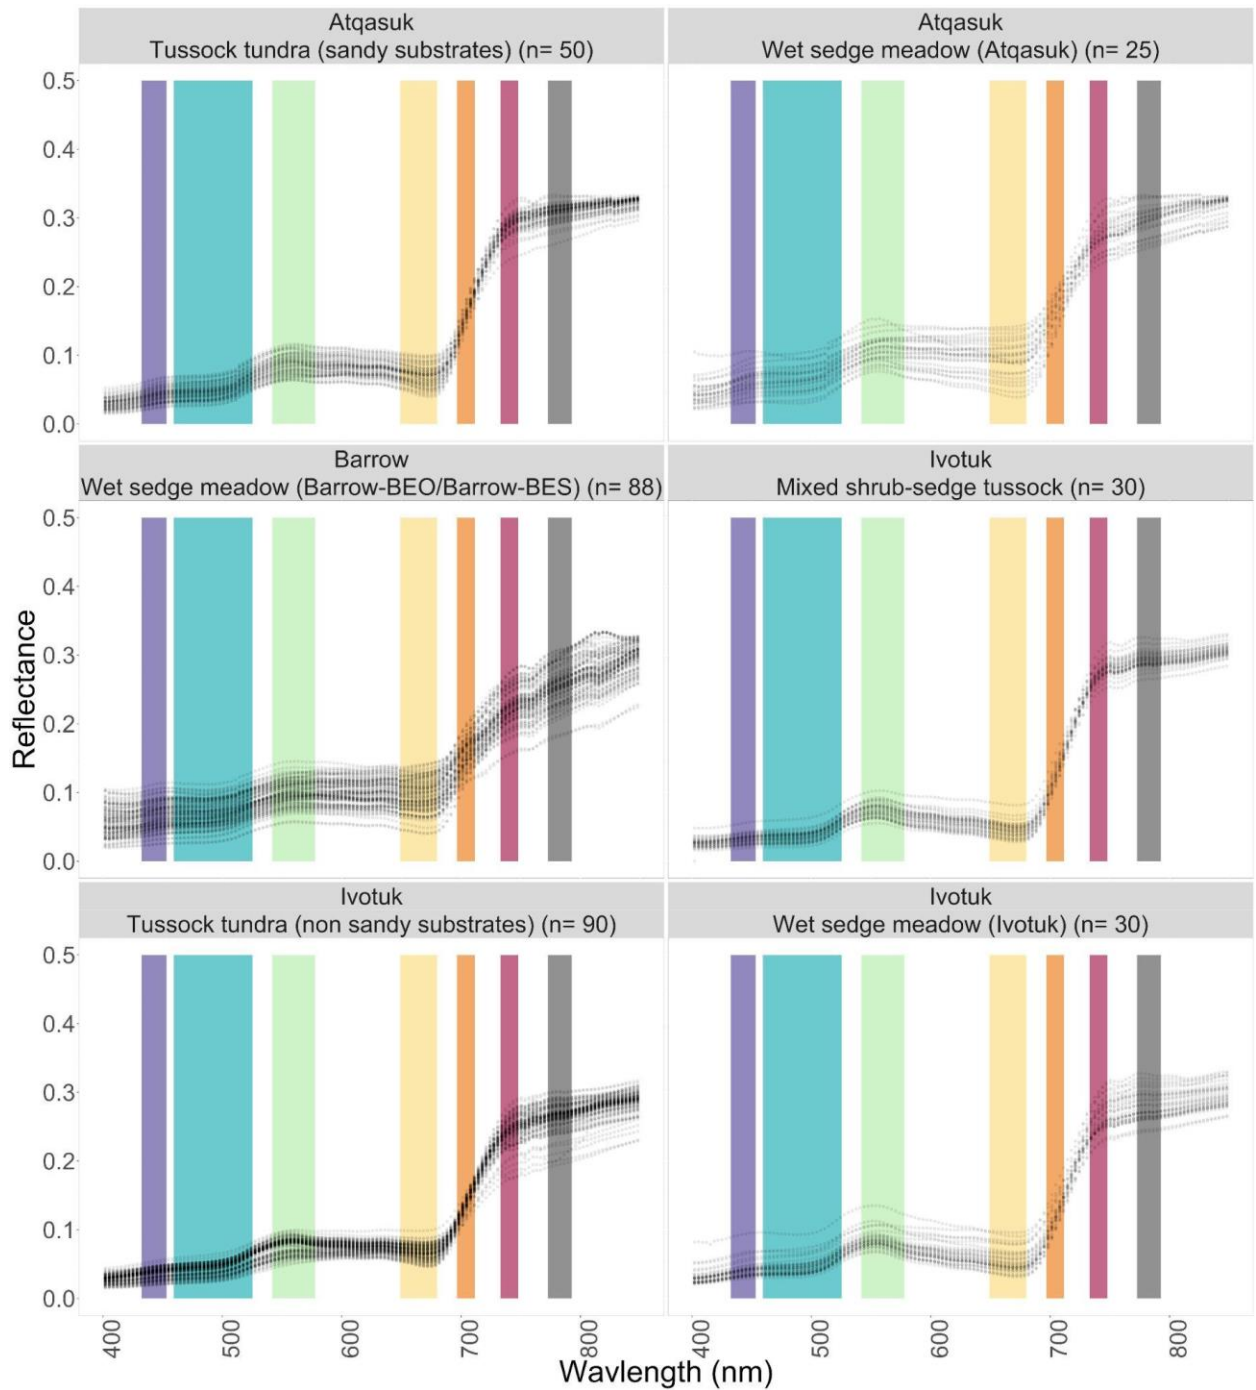 Atqasuk
Tussock tundra (sandy substrates) (n= 50)
Atqasuk
Wet sedge meadow (Atqasuk) (n= 25)
0.5
0.4
0.3
0.2
0.1
0.0
Barrow
Wet sedge meadow (Barrow-BEO/Barrow-BES) (n= 88)
Ivotuk
Mixed shrub-sedge tussock (n= 30)
0.5
0.4
0.3
0.2
0.1
0.0
Reflectance
Ivotuk
Tussock tundra (non sandy substrates) (n= 90)
Ivotuk
Wet sedge meadow (Ivotuk) (n= 30)
0.5
0.4
0.3
0.2
0.1
0.0
400
500
600
700
800
400
500
600
700
800
Wavlength (nm)